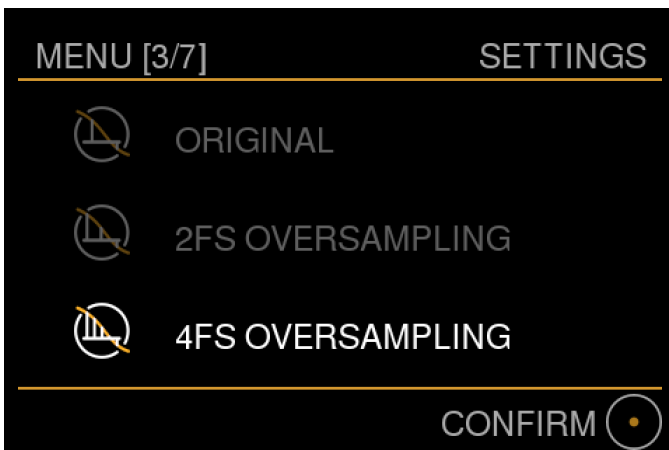 MENU [3/7] SETTINGS
ORIGINAL
2FS OVERSAMPLING
4FS OVERSAMPLING
CONFIRM